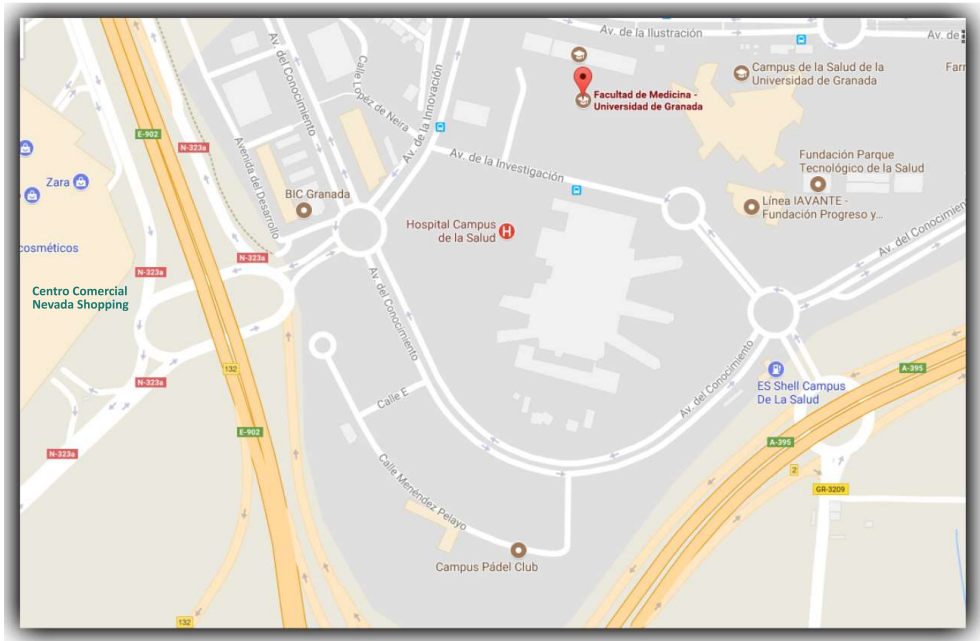 Av. de la Ilustración
Av. de
Av. del Conocimiento
Calle Lopéz de Neira
Av. de la Innovación
Facultad de Medicina -
Universidad de Granada
Campus de la Salud de la
Universidad de Granada
Farr
E-902
N-323a
Av. de la Investigación
Fundación Parque
Tecnológico de la Salud
Zara
Avenida del Desarrollo
BIC Granada
Línea IAVANTE -
Fundación Progreso y...
Hospital Campus
de la Salud
H
Av. del Conocimien
cosméticos
N-323a
N-323a
Centro Comercial
Nevada Shopping
Av. del Conocimiento
132
N-323a
Av. del Conocimiento
ES Shell Campus
De La Salud
A-395
Calle E
E-902
N-323a
A-395
2
Calle Menéndez Pelayo
GR-3209
Campus Pádel Club
132